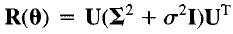 R(θ) = U(Σ² + σ²I)Uᵀ